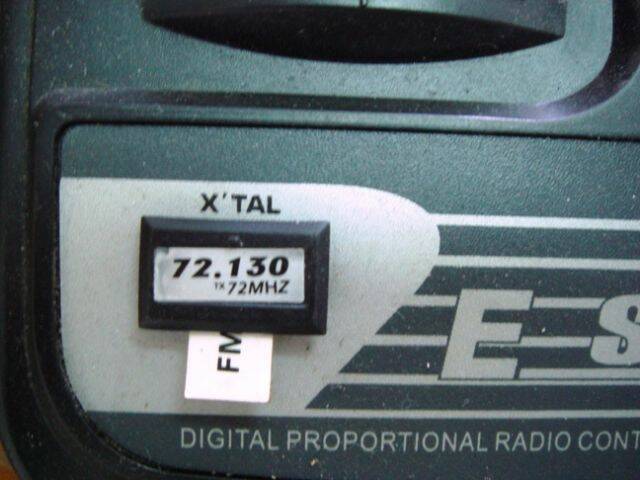 X'TAL
72.130
TX 72MHZ
FM
E S
DIGITAL PROPORTIONAL RADIO CONT